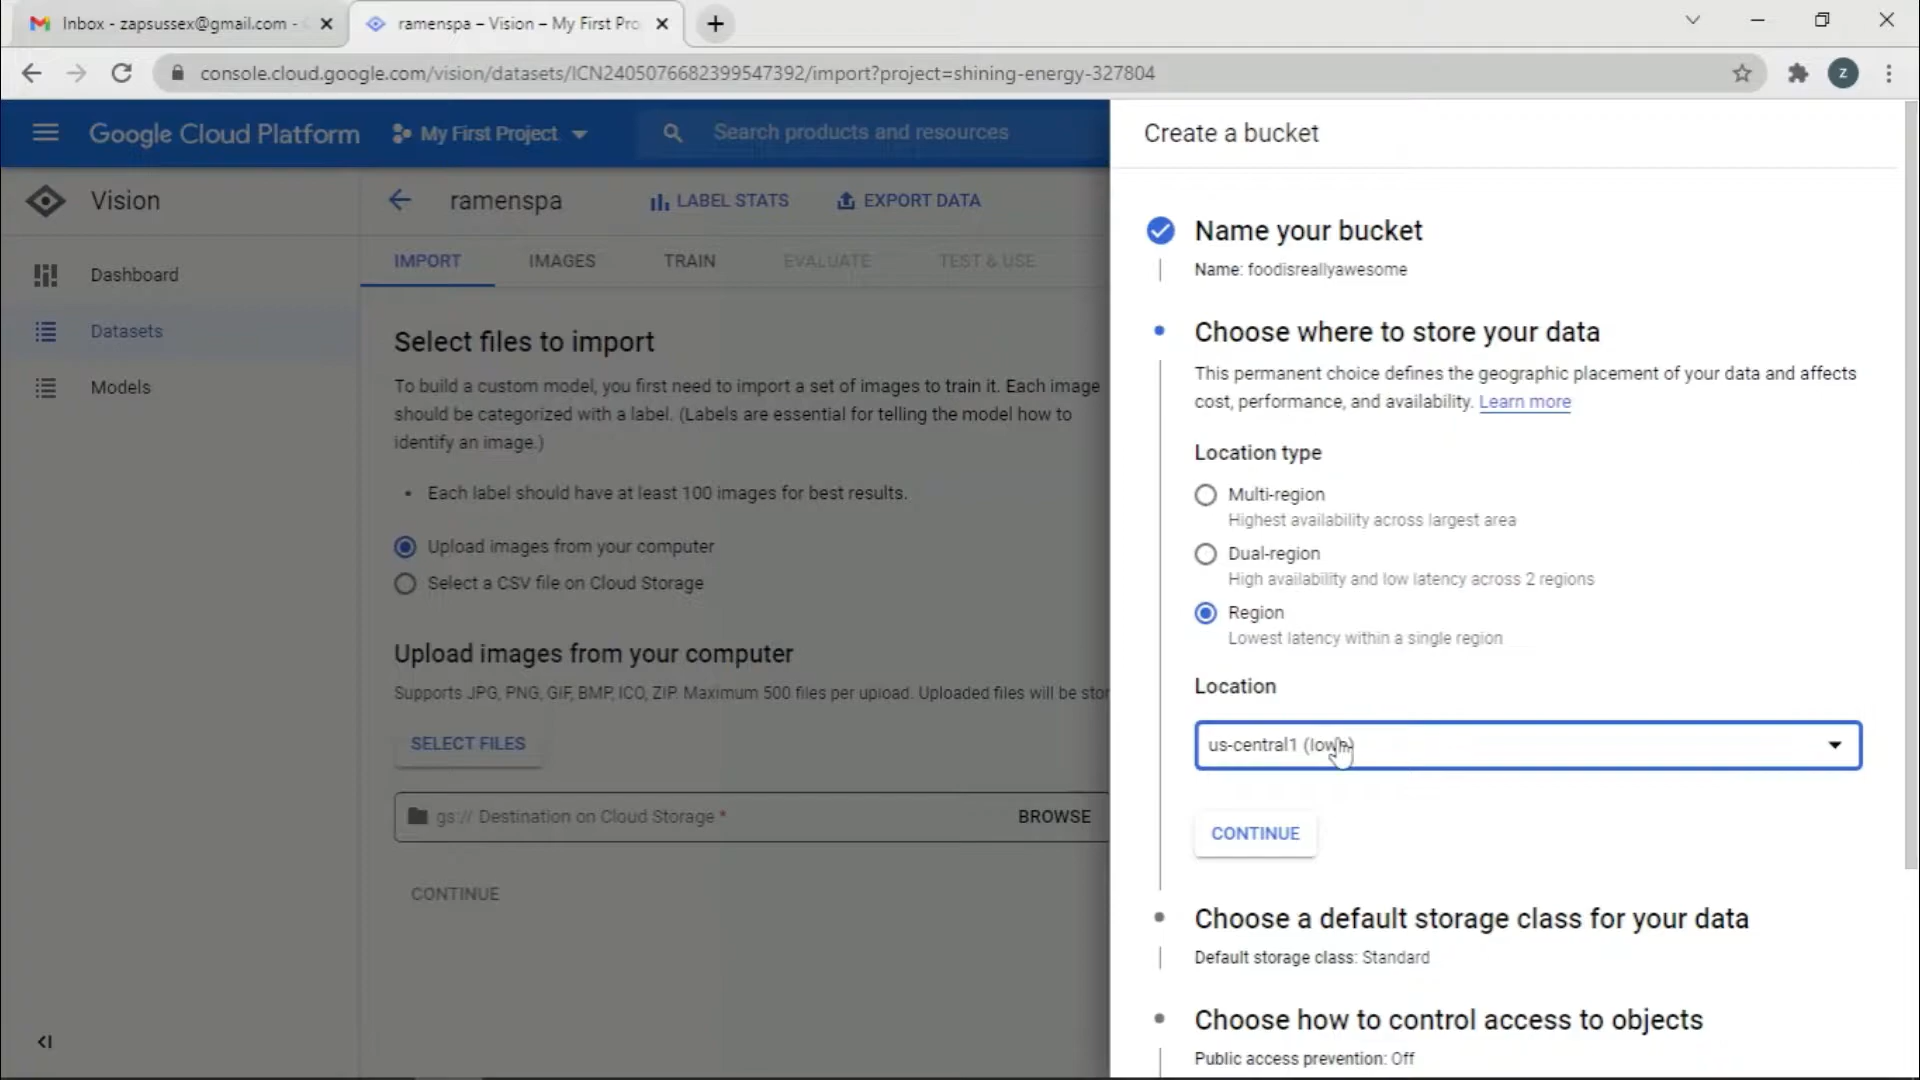 Inbox - zapsussex@gmail.com -
ramenspa – Vision – My First Pro
console.cloud.google.com/vision/datasets/ICN2405076682399547392/import?project=shining-energy-327804
Z
Google Cloud Platform
My First Project
Search products and resources
Vision
Dashboard
Datasets
Models
ramenspa
LABEL STATS
EXPORT DATA
IMPORT
IMAGES
TRAIN
EVALUATE
TEST & USE
Select files to import
To build a custom model, you first need to import a set of images to train it. Each image
should be categorized with a label. (Labels are essential for telling the model how to
identify an image.)
• Each label should have at least 100 images for best results.
Upload images from your computer
Select a CSV file on Cloud Storage
Upload images from your computer
Supports JPG, PNG, GIF, BMP, ICO, ZIP. Maximum 500 files per upload. Uploaded files will be stor
SELECT FILES
gs:// Destination on Cloud Storage *
BROWSE
CONTINUE
Create a bucket
Name your bucket
Name: foodisreallyawesome
Choose where to store your data
This permanent choice defines the geographic placement of your data and affects
cost, performance, and availability. Learn more
Location type
Multi-region
Highest availability across largest area
Dual-region
High availability and low latency across 2 regions
Region
Lowest latency within a single region
Location
us-central1 (Iowa)
CONTINUE
Choose a default storage class for your data
Default storage class: Standard
Choose how to control access to objects
Public access prevention: Off